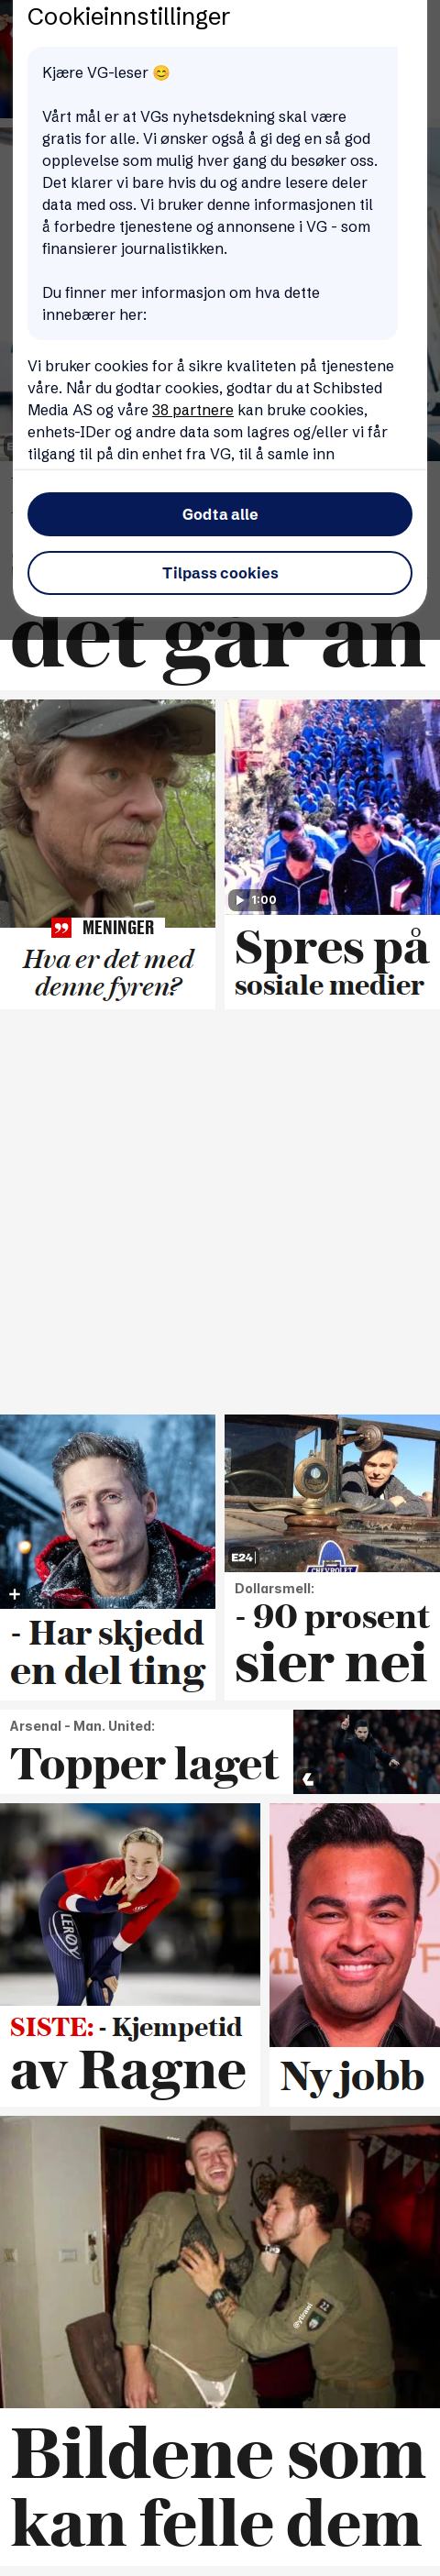 Cookieinnstillinger
Kjære VG-leser 😊
Vårt mål er at VGs nyhetsdekning skal være
gratis for alle. Vi ønsker også å gi deg en så god
opplevelse som mulig hver gang du besøker oss.
Det klarer vi bare hvis du og andre lesere deler
data med oss. Vi bruker denne informasjonen til
å forbedre tjenestene og annonsene i VG - som
finansierer journalistikken.
Du finner mer informasjon om hva dette
innebærer her:
Vi bruker cookies for å sikre kvaliteten på tjenestene
våre. Når du godtar cookies, godtar du at Schibsted
Media AS og våre 38 partnere kan bruke cookies,
enhets-IDer og andre data som lagres og/eller vi får
tilgang til på din enhet fra VG, til å samle inn
Godta alle
Tilpass cookies
det går an
1:00
MENINGER
Hva er det med
denne fyren?
Spres på
sosiale medier
E24
- Har skjedd
en del ting
Dollarsmell:
- 90 prosent
sier nei
CHEVROLET
Arsenal - Man. United:
Topper laget
LERØY
SISTE: - Kjempetid
av Ragne
Ny jobb
@ytirawi
Bildene som
kan felle dem